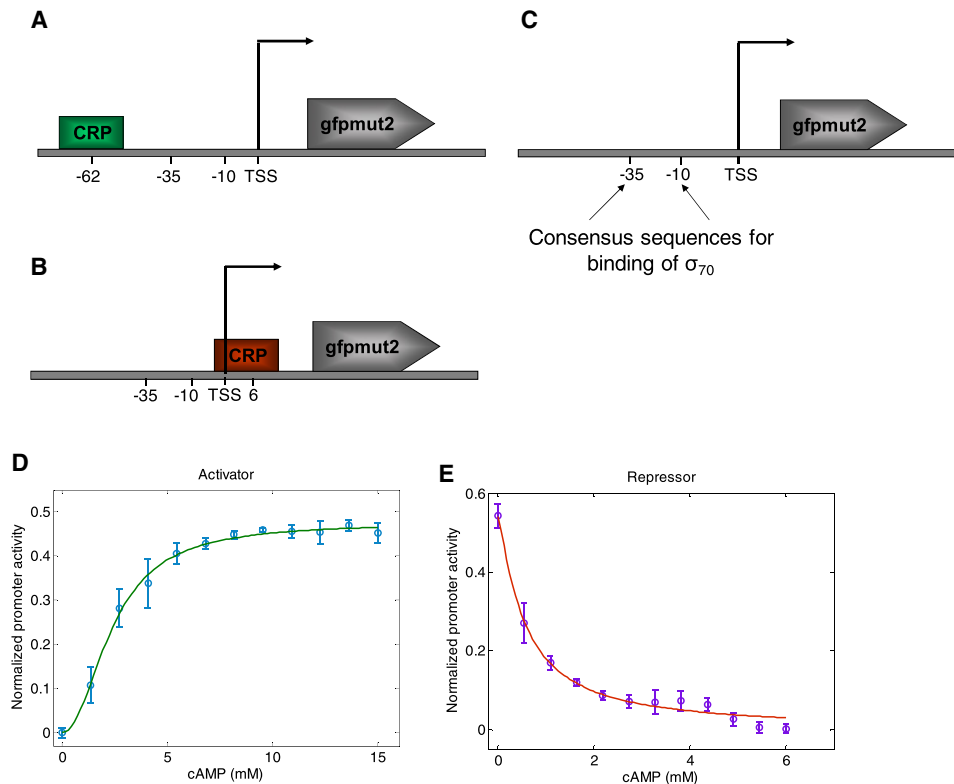 A
CRP
gfpmut2
-62 -35 -10 TSS
C
gfpmut2
-35 -10 TSS
Consensus sequences for
binding of σ70
B
CRP
gfpmut2
-35 -10 TSS 6
D
Activator
Normalized promoter activity
0.5
0.4
0.3
0.2
0.1
0
0 5 10 15
cAMP (mM)
E
Repressor
Normalized promoter activity
0.6
0.4
0.2
0
0 2 4 6
cAMP (mM)